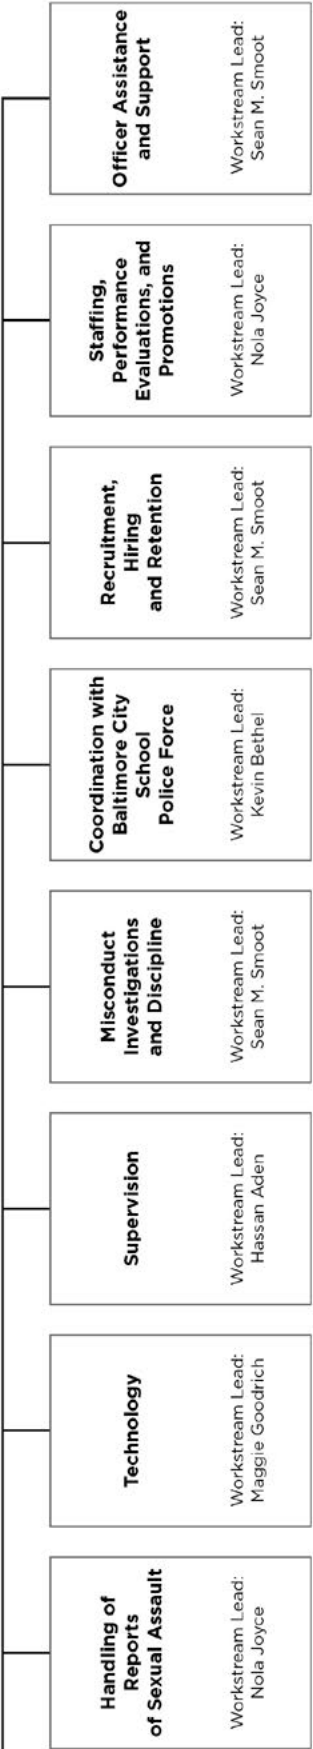 Handling of
Reports
of Sexual Assault
Workstream Lead:
Nola Joyce
Technology
Workstream Lead:
Maggie Goodrich
Supervision
Workstream Lead:
Hassan Aden
Misconduct
Investigations
and Discipline
Workstream Lead:
Sean M. Smoot
Coordination with
Baltimore City
School
Police Force
Workstream Lead:
Kevin Bethel
Recruitment,
Hiring
and Retention
Workstream Lead:
Sean M. Smoot
Staffing,
Performance
Evaluations, and
Promotions
Workstream Lead:
Nola Joyce
Officer Assistance
and Support
Workstream Lead:
Sean M. Smoot